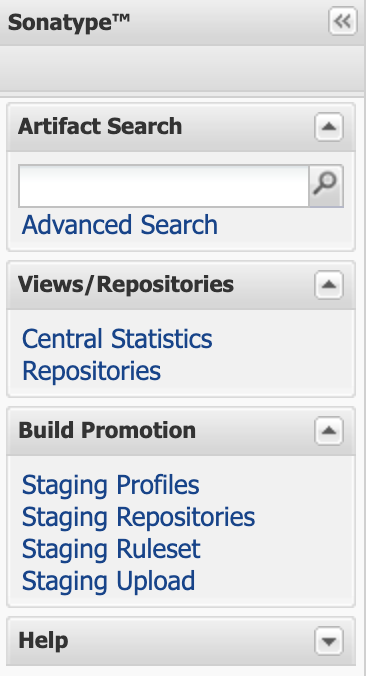 Sonatype™
Artifact Search
Advanced Search
Views/Repositories
Central Statistics
Repositories
Build Promotion
Staging Profiles
Staging Repositories
Staging Ruleset
Staging Upload
Help